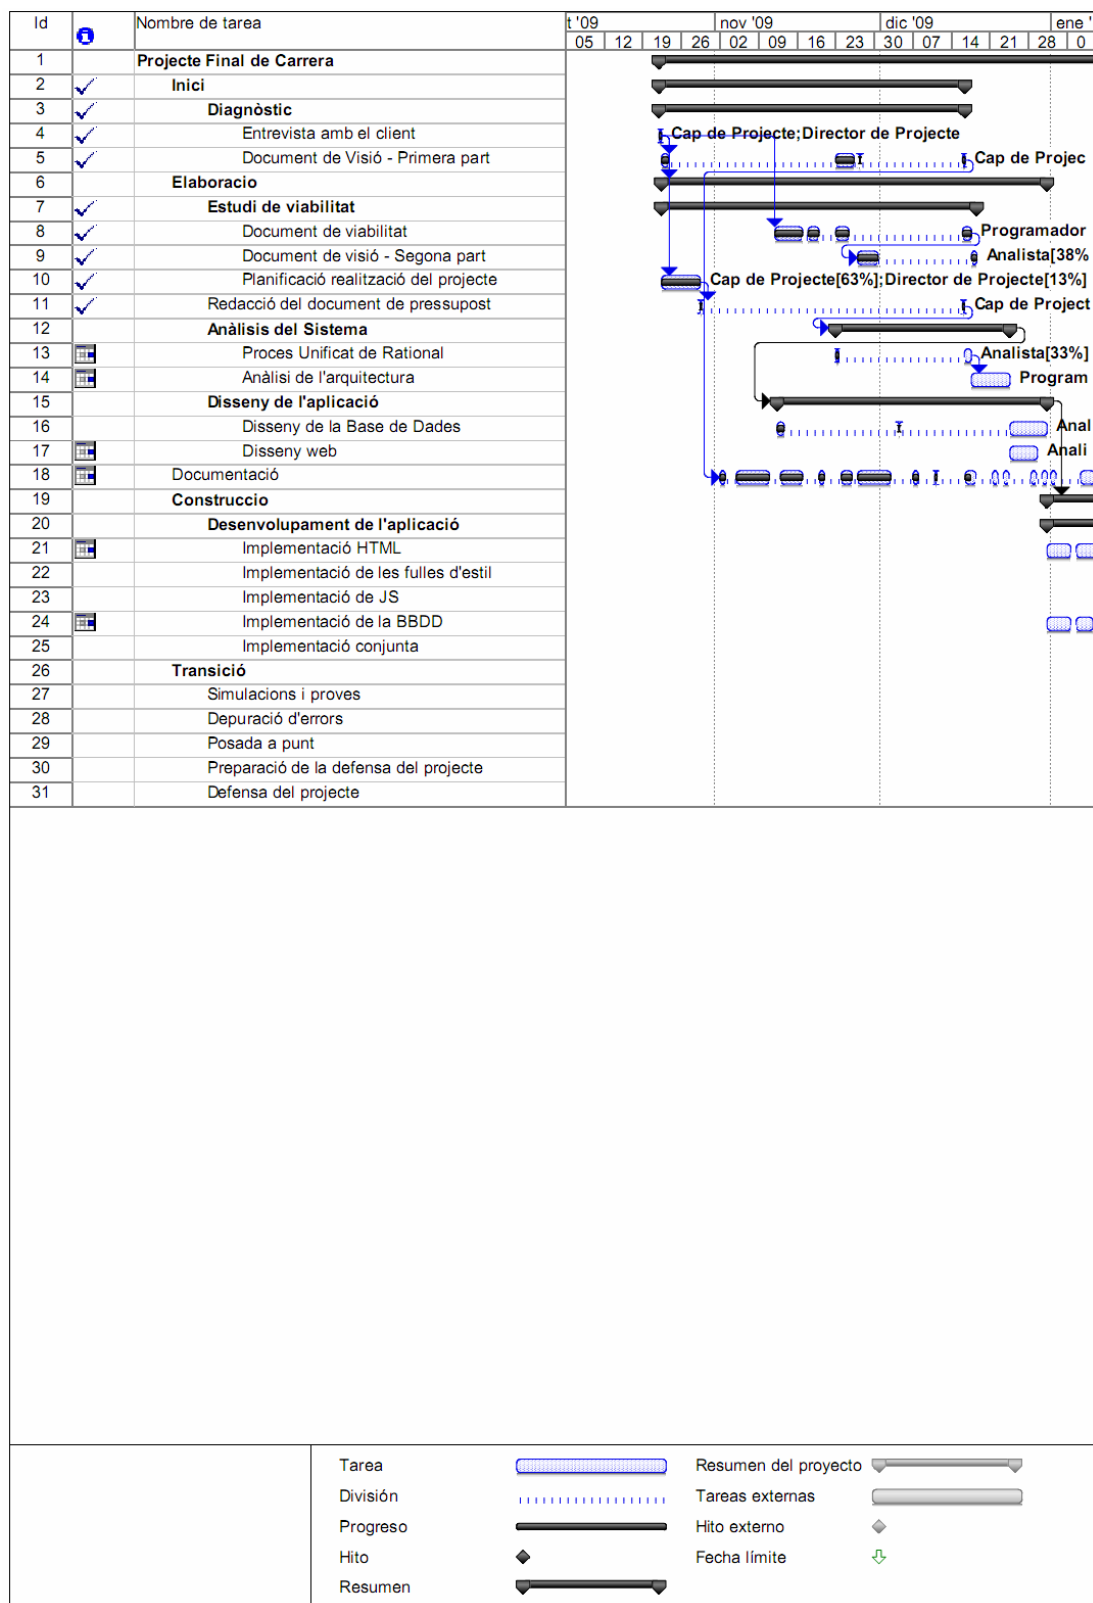 Id Nombre de tarea t '09 nov '09 dic '09 ene '
05 12 19 26 02 09 16 23 30 07 14 21 28 0
1 Projecte Final de Carrera
2 Inici
3 Diagnòstic
4 Entrevista amb el client Cap de Projecte;Director de Projecte
5 Document de Visió - Primera part Cap de Projec
6 Elaboracio
7 Estudi de viabilitat
8 Document de viabilitat Programador
9 Document de visió - Segona part Analista[38%
10 Planificació realització del projecte Cap de Projecte[63%];Director de Projecte[13%]
11 Redacció del document de pressupost Cap de Project
12 Anàlisis del Sistema
13 Proces Unificat de Rational Analista[33%]
14 Anàlisi de l'arquitectura Program
15 Disseny de l'aplicació
16 Disseny de la Base de Dades Anal
17 Disseny web Anali
18 Documentació
19 Construccio
20 Desenvolupament de l'aplicació
21 Implementació HTML
22 Implementació de les fulles d'estil
23 Implementació de JS
24 Implementació de la BBDD
25 Implementació conjunta
26 Transició
27 Simulacions i proves
28 Depuració d'errors
29 Posada a punt
30 Preparació de la defensa del projecte
31 Defensa del projecte
Tarea Resumen del proyecto
División Tareas externas
Progreso Hito externo
Hito Fecha límite
Resumen